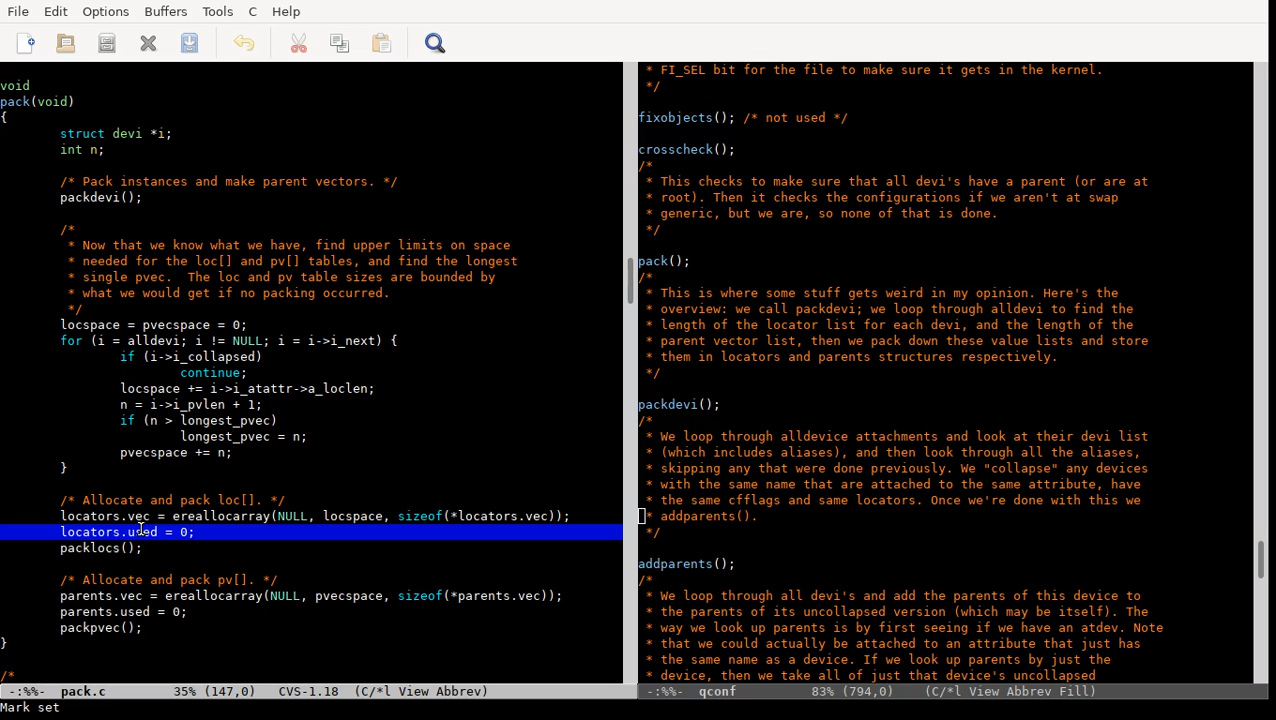 File Edit Options Buffers Tools C Help
void
pack(void)
{
struct devi *i;
int n;
/* Pack instances and make parent vectors. */
packdevi();
/*
* Now that we know what we have, find upper limits on space
* needed for the loc[] and pv[] tables, and find the longest
* single pvec.  The loc and pv table sizes are bounded by
* what we would get if no packing occurred.
*/
locspace = pvecspace = 0;
for (i = alldevi; i != NULL; i = i->i_next) {
if (i->i_collapsed)
continue;
locspace += i->i_atattr->a_loclen;
n = i->i_pvlen + 1;
if (n > longest_pvec)
longest_pvec = n;
pvecspace += n;
}
/* Allocate and pack loc[]. */
locators.vec = ereallocarray(NULL, locspace, sizeof(*locators.vec));
locators.used = 0;
packlocs();
/* Allocate and pack pv[]. */
parents.vec = ereallocarray(NULL, pvecspace, sizeof(*parents.vec));
parents.used = 0;
packpvec();
}
/*
-:%%-  pack.c 35% (147,0) CVS-1.18 (C/*l View Abbrev)
* FI_SEL bit for the file to make sure it gets in the kernel.
*/
fixobjects(); /* not used */
crosscheck();
/*
* This checks to make sure that all devi's have a parent (or are at
* root). Then it checks the configurations if we aren't at swap
* generic, but we are, so none of that is done.
*/
pack();
/*
* This is where some stuff gets weird in my opinion. Here's the
* overview: we call packdevi; we loop through alldevi to find the
* length of the locator list for each devi, and the length of the
* parent vector list, then we pack down these value lists and store
* them in locators and parents structures respectively.
*/
packdevi();
/*
* We loop through alldevice attachments and look at their devi list
* (which includes aliases), and then look through all the aliases,
* skipping any that were done previously. We "collapse" any devices
* with the same name that are attached to the same attribute, have
* the same cfflags and same locators. Once we're done with this we
* addparents().
*/
addparents();
/*
* We loop through all devi's and add the parents of this device to
* the parents of its uncollapsed version (which may be itself). The
* way we look up parents is by first seeing if we have an atdev. Note
* that we could actually be attached to an attribute that just has
* the same name as a device. If we look up parents by just the
* device, then we take all of just that device's uncollapsed
-:%%-  qconf 83% (794,0) (C/*l View Abbrev Fill)
Mark set